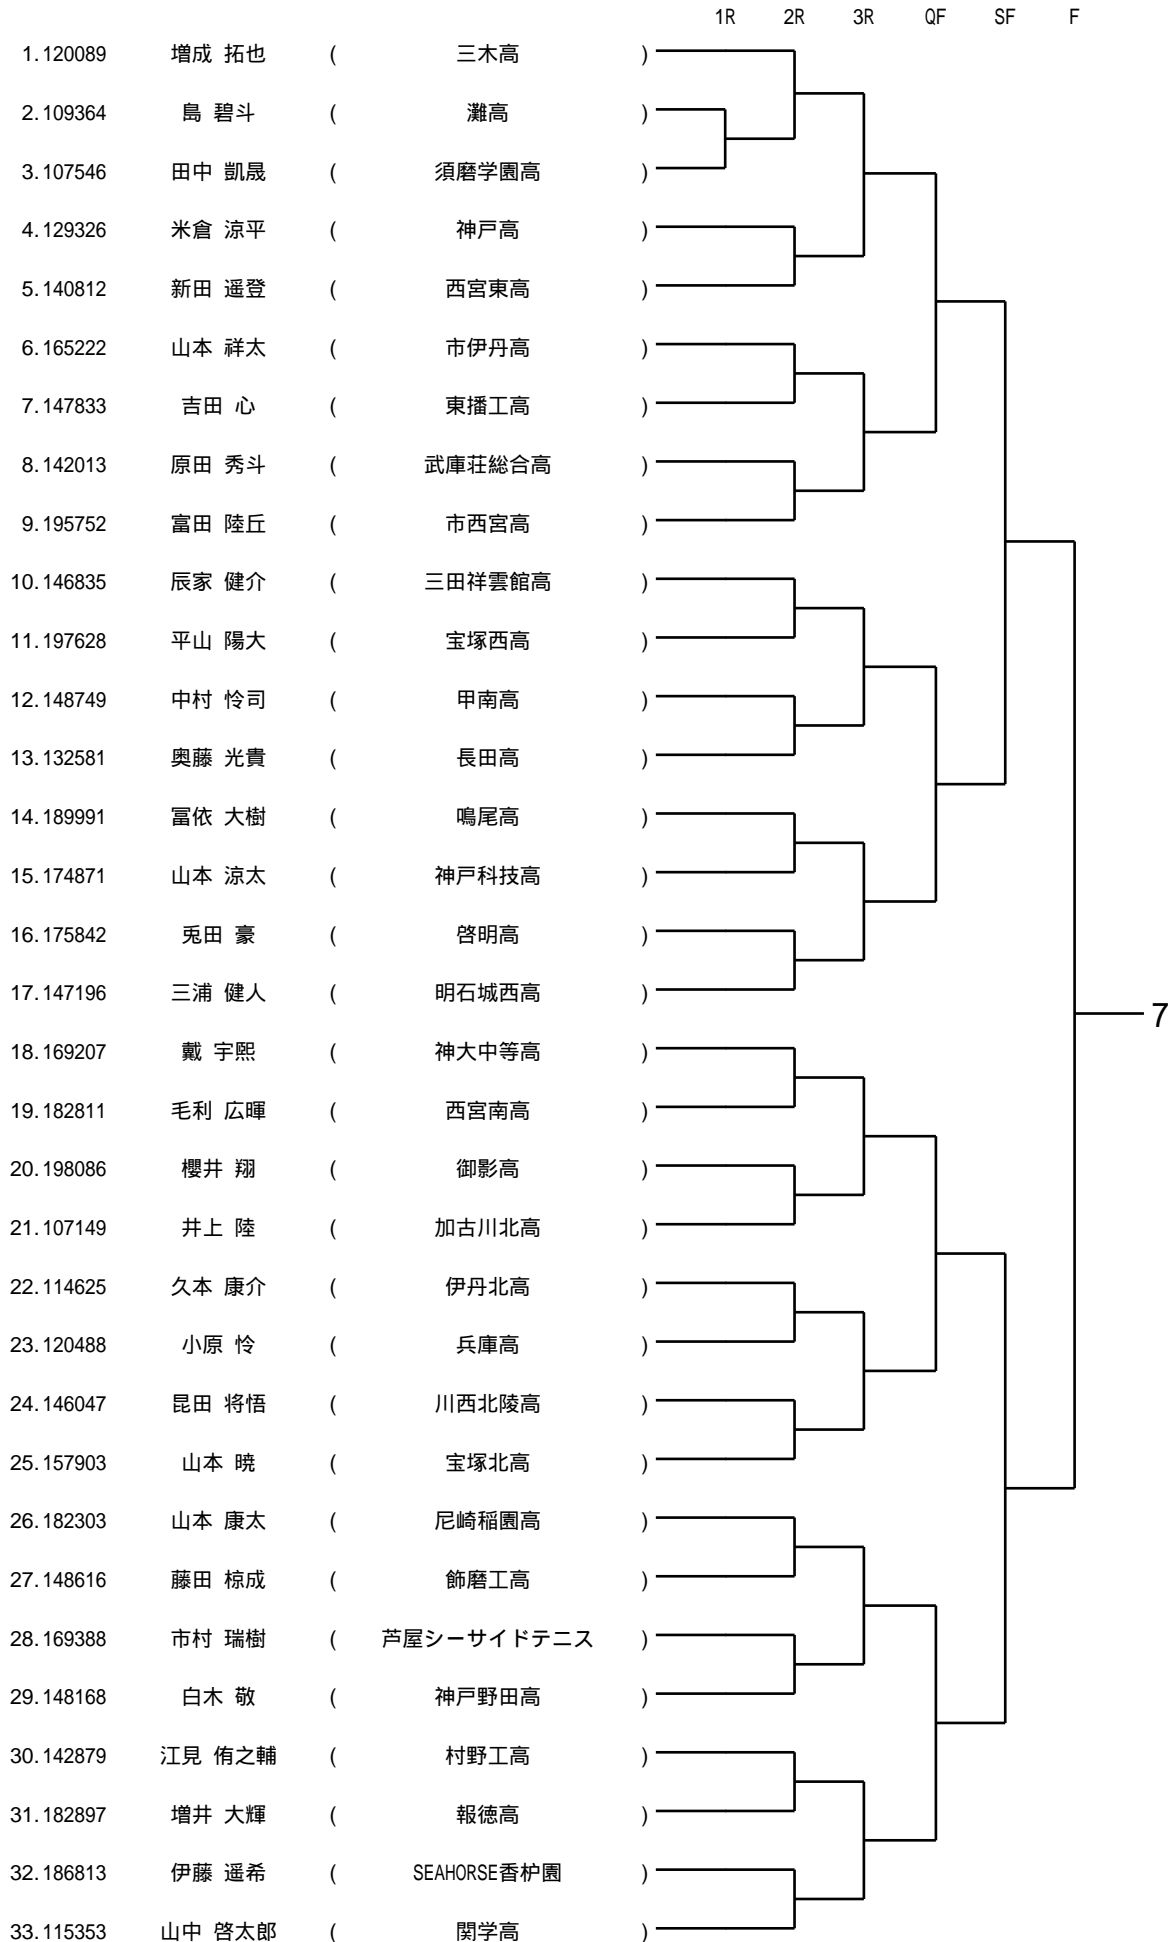 1R 2R 3R QF SF F
1.120089 増成 拓也 ( 三木高 )
2.109364 島 碧斗 ( 灘高 )
3.107546 田中 凱晟 ( 須磨学園高 )
4.129326 米倉 涼平 ( 神戸高 )
5.140812 新田 遥登 ( 西宮東高 )
6.165222 山本 祥太 ( 市伊丹高 )
7.147833 吉田 心 ( 東播工高 )
8.142013 原田 秀斗 ( 武庫荘総合高 )
9.195752 富田 陸丘 ( 市西宮高 )
10.146835 辰家 健介 ( 三田祥雲館高 )
11.197628 平山 陽大 ( 宝塚西高 )
12.148749 中村 怜司 ( 甲南高 )
13.132581 奥藤 光貴 ( 長田高 )
14.189991 冨依 大樹 ( 鳴尾高 )
15.174871 山本 涼太 ( 神戸科技高 )
16.175842 兎田 豪 ( 啓明高 )
17.147196 三浦 健人 ( 明石城西高 )
7
18.169207 戴 宇熙 ( 神大中等高 )
19.182811 毛利 広暉 ( 西宮南高 )
20.198086 櫻井 翔 ( 御影高 )
21.107149 井上 陸 ( 加古川北高 )
22.114625 久本 康介 ( 伊丹北高 )
23.120488 小原 怜 ( 兵庫高 )
24.146047 昆田 将悟 ( 川西北陵高 )
25.157903 山本 暁 ( 宝塚北高 )
26.182303 山本 康太 ( 尼崎稲園高 )
27.148616 藤田 椋成 ( 飾磨工高 )
28.169388 市村 瑞樹 ( 芦屋シーサイドテニス )
29.148168 白木 敬 ( 神戸野田高 )
30.142879 江見 侑之輔 ( 村野工高 )
31.182897 増井 大輝 ( 報徳高 )
32.186813 伊藤 遥希 ( SEAHORSE香枦園 )
33.115353 山中 啓太郎 ( 関学高 )